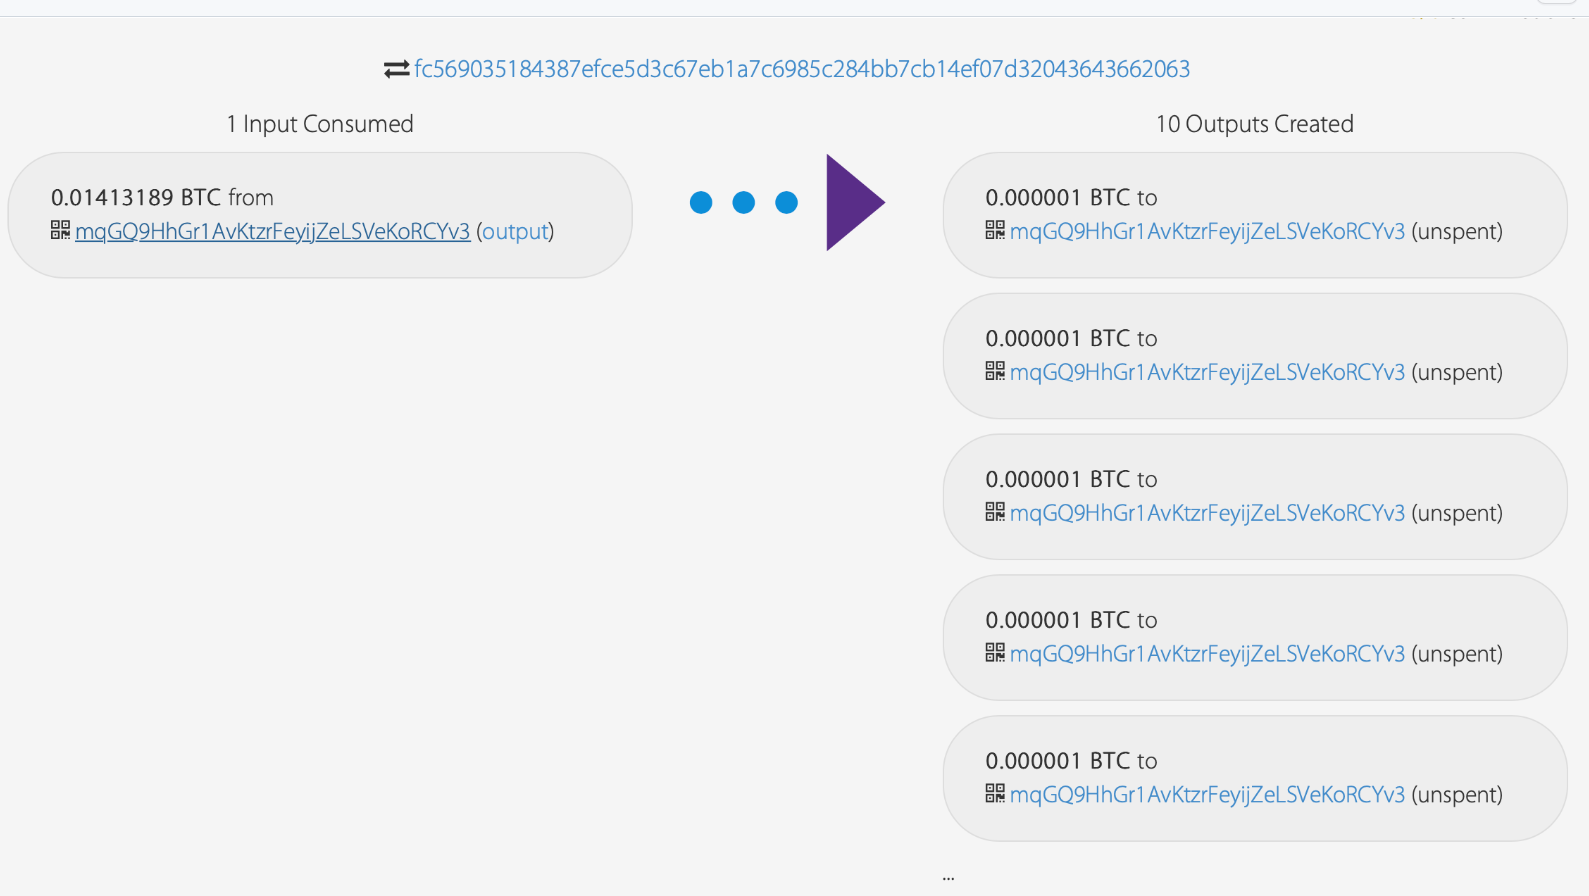 fc569035184387efce5d3c67eb1a7c6985c284bb7cb14ef07d32043643662063
1 Input Consumed
0.01413189 BTC from
mqGQ9HhGr1AvKtzrFeyijZeLSVeKoRCYv3 (output)
10 Outputs Created
0.000001 BTC to
mqGQ9HhGr1AvKtzrFeyijZeLSVeKoRCYv3 (unspent)
0.000001 BTC to
mqGQ9HhGr1AvKtzrFeyijZeLSVeKoRCYv3 (unspent)
0.000001 BTC to
mqGQ9HhGr1AvKtzrFeyijZeLSVeKoRCYv3 (unspent)
0.000001 BTC to
mqGQ9HhGr1AvKtzrFeyijZeLSVeKoRCYv3 (unspent)
0.000001 BTC to
mqGQ9HhGr1AvKtzrFeyijZeLSVeKoRCYv3 (unspent)
...